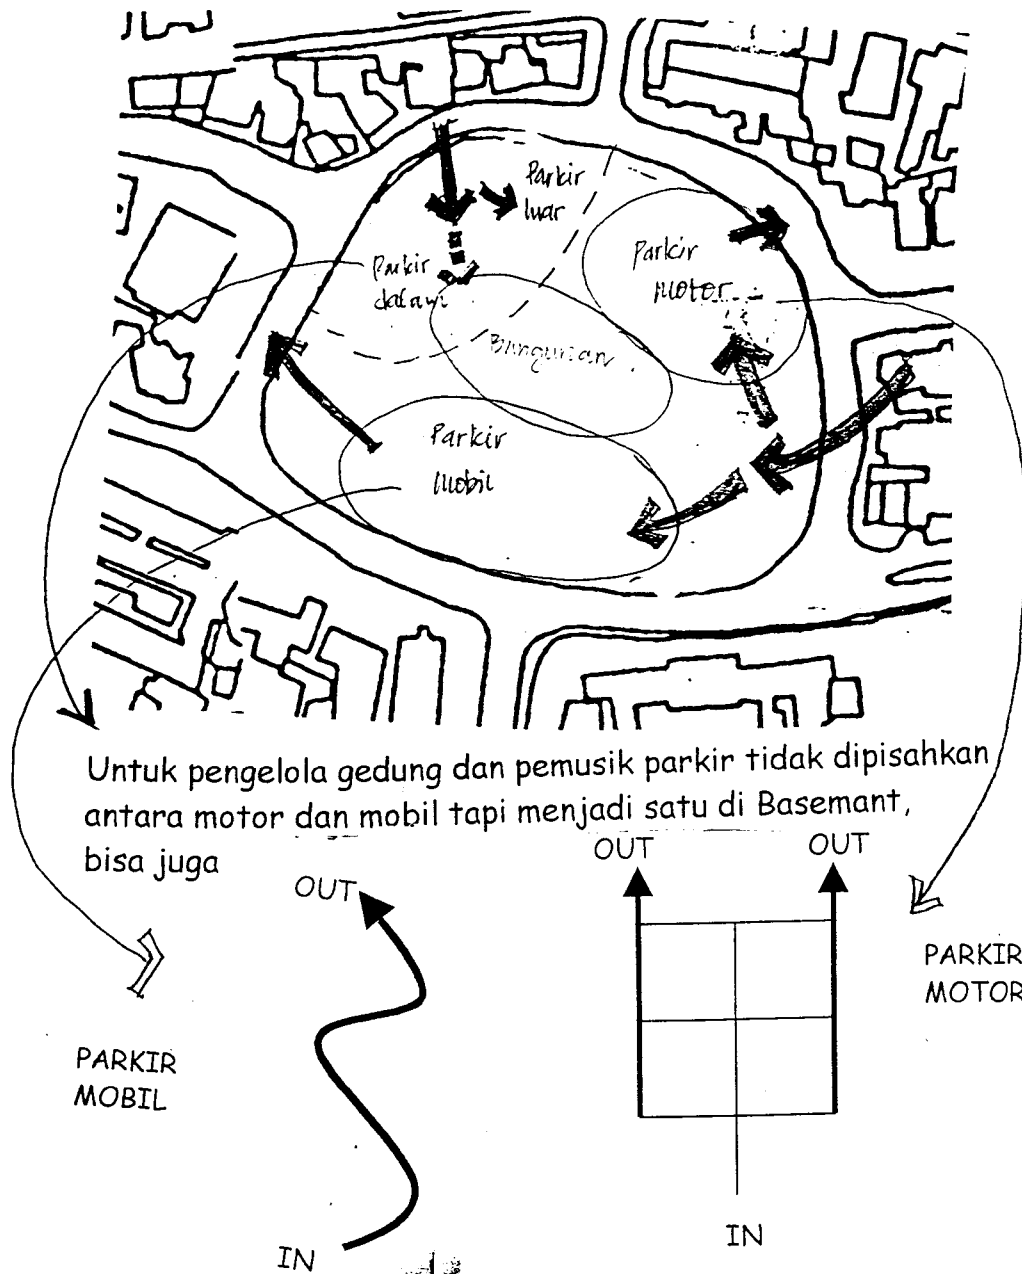 Parkir
luar
Parkir
dalam
Parkir
motor
Bangunan
Parkir
Mobil
Untuk pengelola gedung dan pemusik parkir tidak dipisahkan
antara motor dan mobil tapi menjadi satu di Basemant,
bisa juga
OUT
OUT
OUT
PARKIR
MOTOR
PARKIR
MOBIL
IN
IN